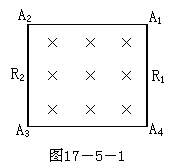 A₂ A₁
× × ×
R₂ × × × R₁
× × ×
A₃ A₄
图17-5-1